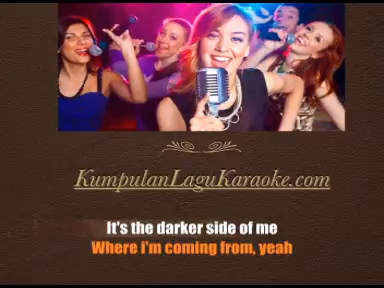 KumpulanLaguKaraoke.com
It's the darker side of me
Where i'm coming from, yeah